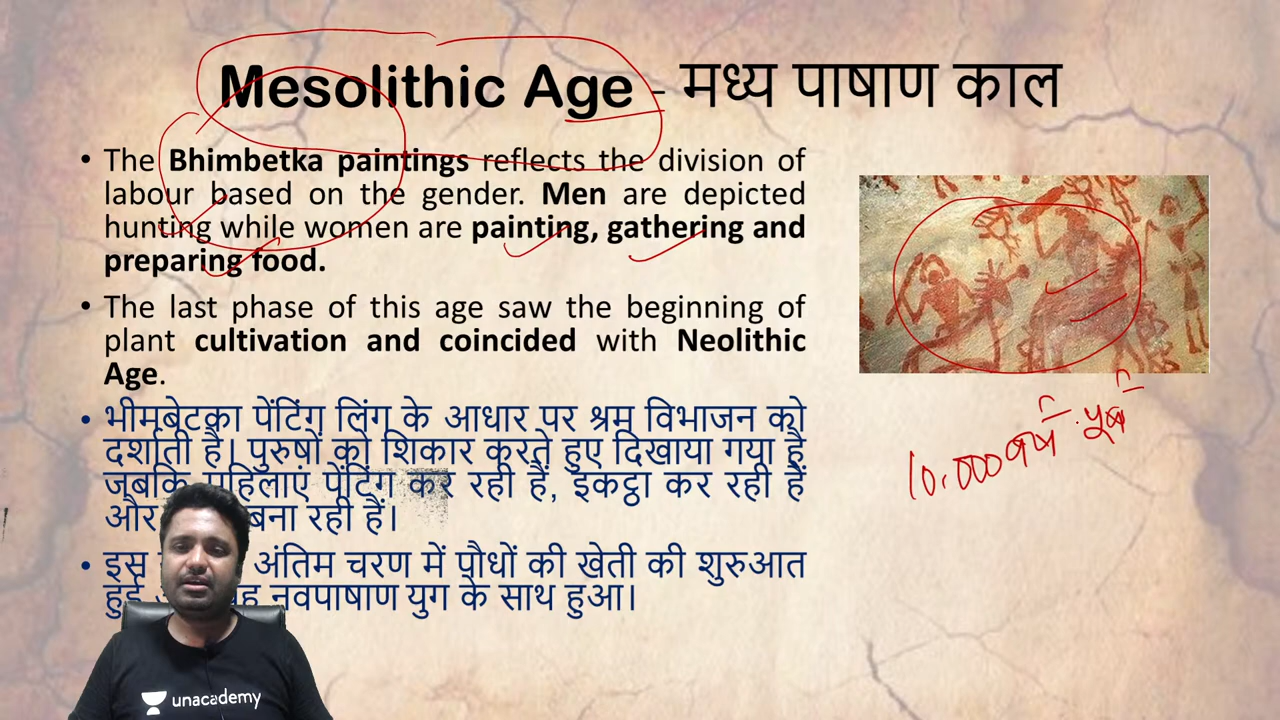 Mesolithic Age - मध्य पाषाण काल
• The Bhimbetka paintings reflects the division of
labour based on the gender. Men are depicted
hunting while women are painting, gathering and
preparing food.
• The last phase of this age saw the beginning of
plant cultivation and coincided with Neolithic
Age.
• भीमबेटका पेंटिंग लिंग के आधार पर श्रम विभाजन को
दर्शाती है। पुरुषों को शिकार करते हुए दिखाया गया है
जबकि महिलाएं पेंटिंग कर रही हैं, इकट्ठा कर रही हैं
और बना रही हैं।
• इस अंतिम चरण में पौधों की खेती की शुरुआत
हुई नवपाषाण युग के साथ हुआ।
10,000 वर्ष पूर्व
unacademy